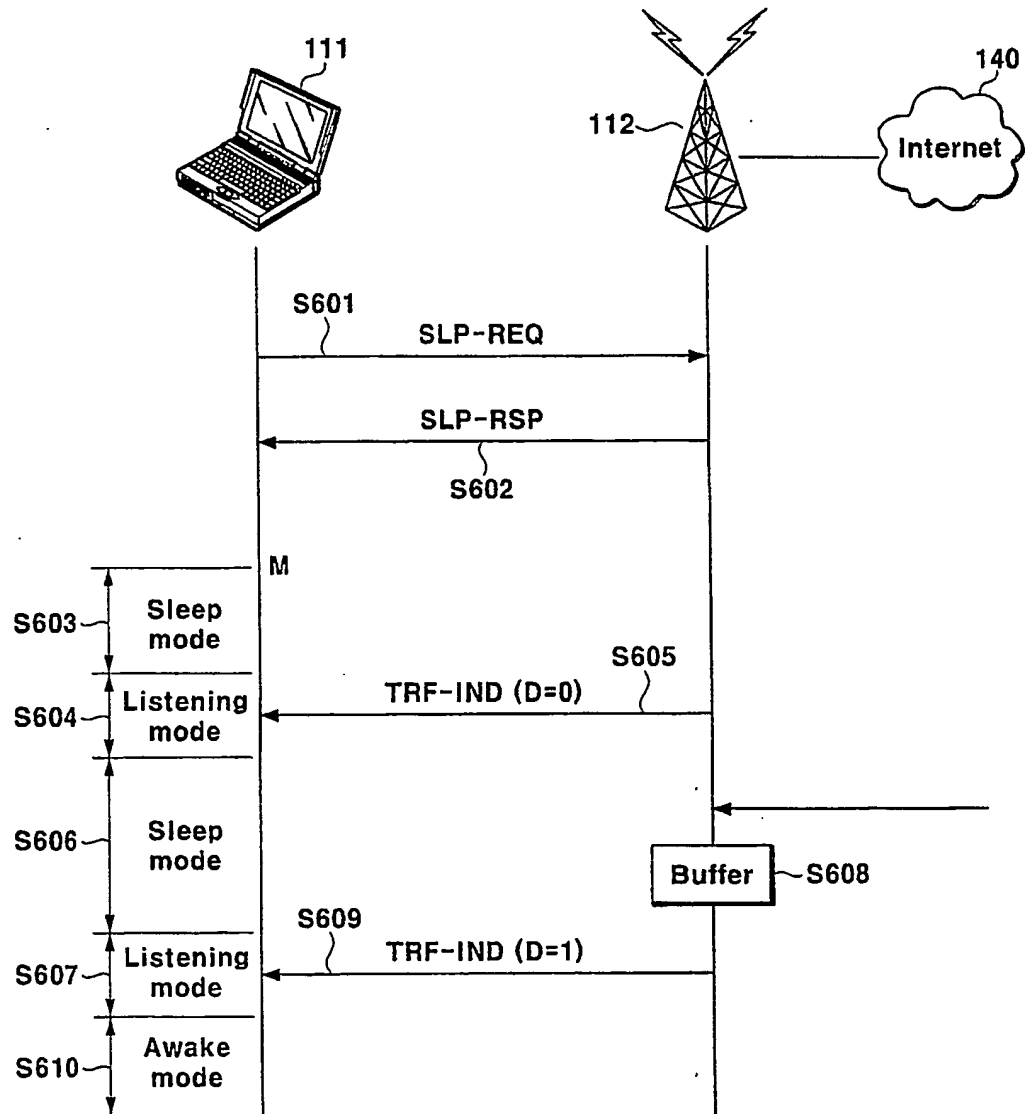 111
112
140
Internet
S601
SLP-REQ
SLP-RSP
S602
M
S603
Sleep
mode
S605
S604
Listening
mode
TRF-IND (D=0)
S606
Sleep
mode
Buffer
S608
S609
S607
Listening
mode
TRF-IND (D=1)
S610
Awake
mode